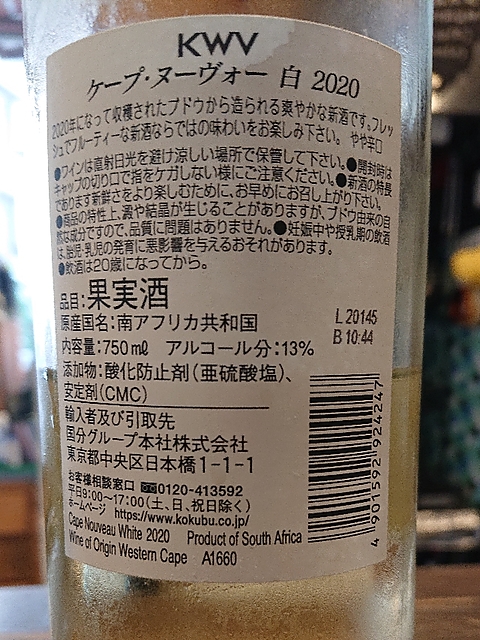 KWV
ケープ・ヌーヴォー 白 2020
2020年になって収穫されたブドウから造られる爽やかな新酒です。フレッ
シュでフルーティーな新酒ならではの味わいをお楽しみ下さい。 やや辛口
●ワインは直射日光を避け涼しい場所で保管して下さい。●開封時は
キャップの切り口で指をケガしない様にご注意ください。●新酒の特長
であります新鮮さをより楽しむために、お早めにお召し上がり下さい。
●商品の特性上、澱や結晶が生じることがありますが、ブドウ由来の自
然な成分ですので、品質に問題はありません。●妊娠中や授乳期の飲酒
は、胎児・乳児の発育に悪影響を与えるおそれがあります。
●飲酒は20歳になってから。
品目:果実酒
原産国名:南アフリカ共和国
L 20145
内容量:750㎖ アルコール分:13%
B 10:44
添加物:酸化防止剤(亜硫酸塩)、
安定剤(CMC)
輸入者及び引取先
国分グループ本社株式会社
東京都中央区日本橋1-1-1
お客様相談窓口 0120-413592
平日9:00〜17:00(土、日、祝日除く)
ホームページ https://www.kokubu.co.jp/
Cape Nouveau White 2020 Product of South Africa
Wine of Origin Western Cape A1660
4 901592 924247